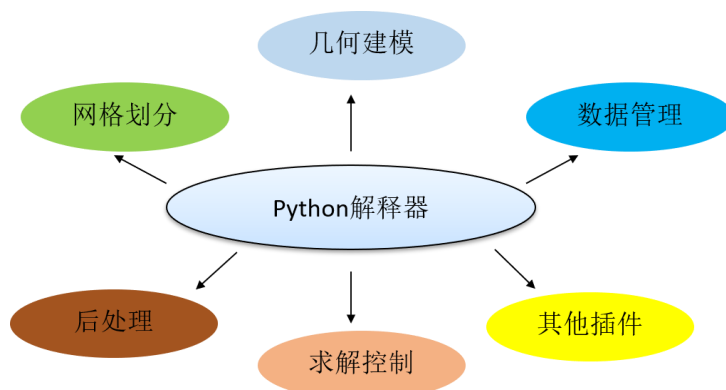 几何建模
网格划分
数据管理
Python解释器
后处理
其他插件
求解控制